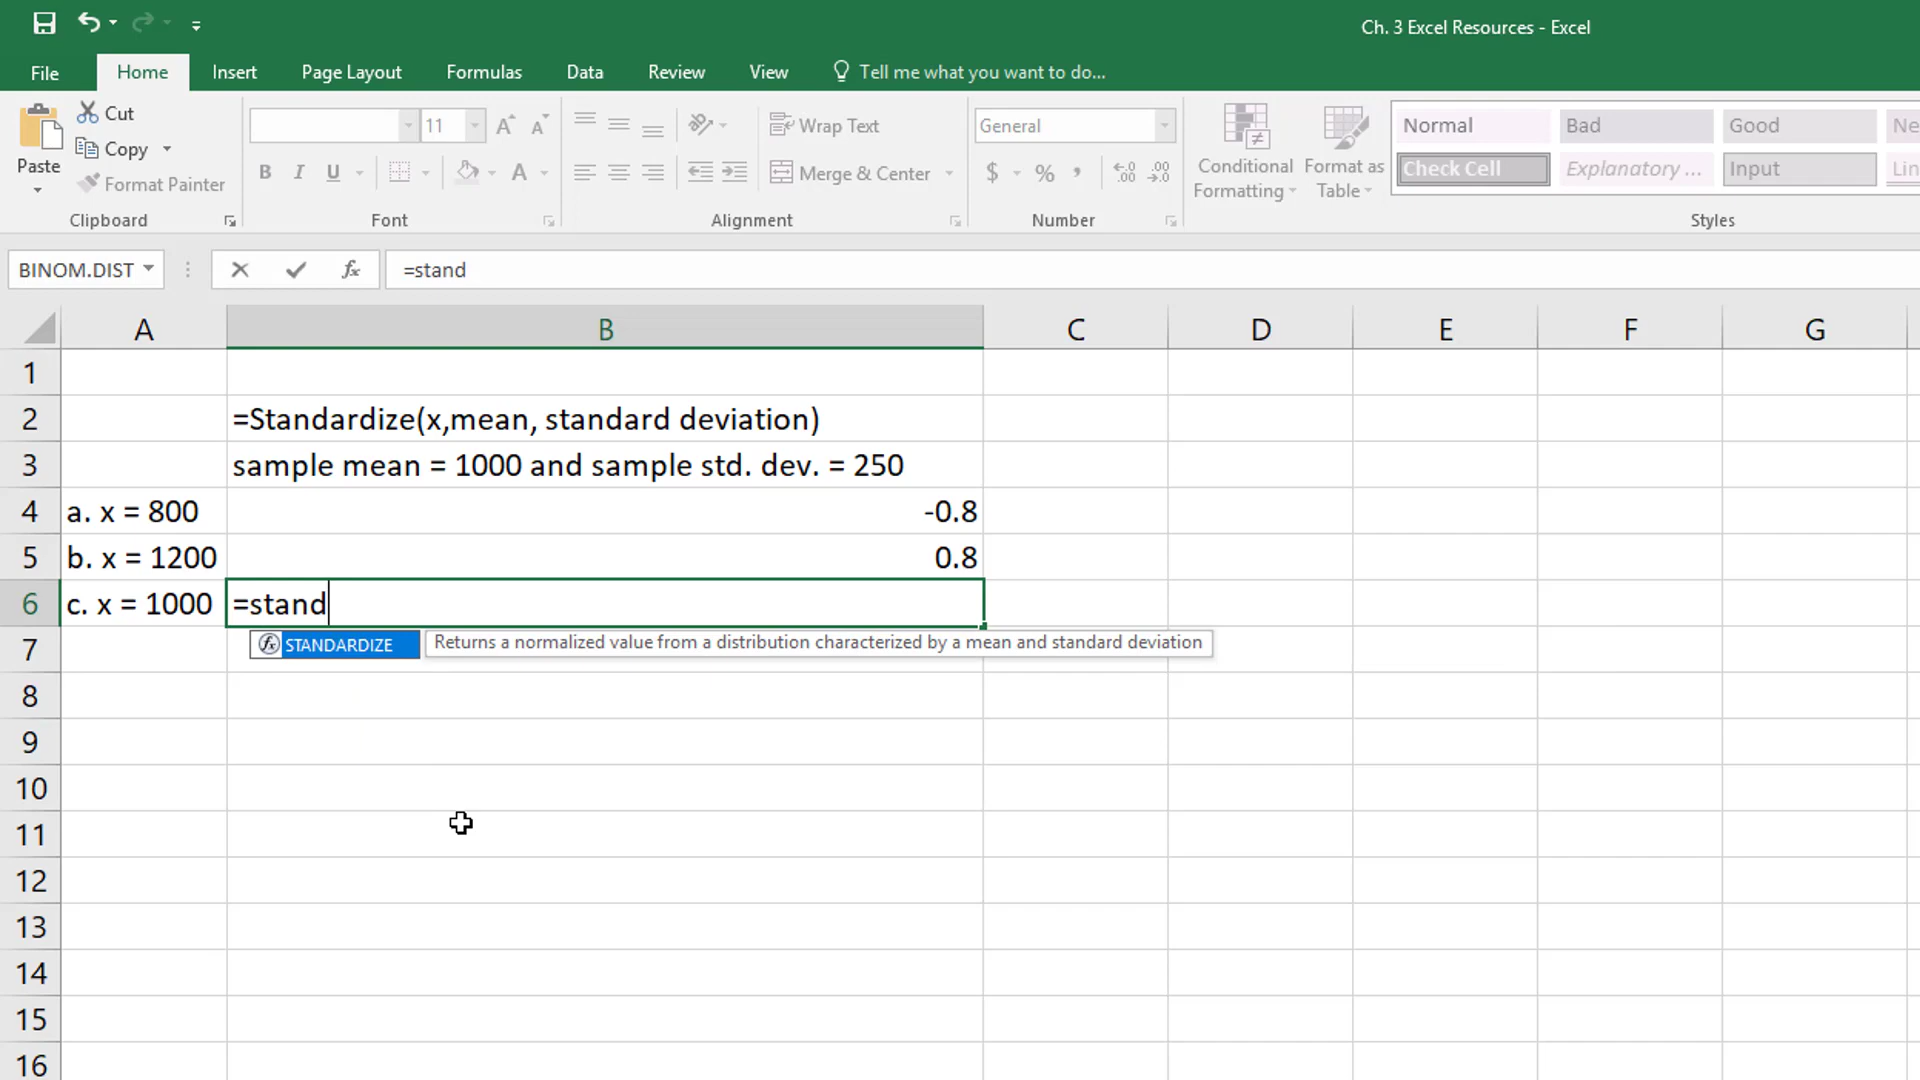 Ch. 3 Excel Resources - Excel
File Home Insert Page Layout Formulas Data Review View Tell me what you want to do...
Paste
Cut
Copy
Format Painter
Clipboard
11
B I U A
Font
Wrap Text
Merge & Center
Alignment
General
$ % ,
Number
Conditional
Formatting
Format as
Table
Normal Bad Good Ne
Check Cell Explanatory ... Input Lin
Styles
BINOM.DIST fx =stand
A B C D E F G
1
2 =Standardize(x,mean, standard deviation)
3 sample mean = 1000 and sample std. dev. = 250
4 a. x = 800 -0.8
5 b. x = 1200 0.8
6 c. x = 1000 =stand
7 fx STANDARDIZE Returns a normalized value from a distribution characterized by a mean and standard deviation
8
9
10
11
12
13
14
15
16